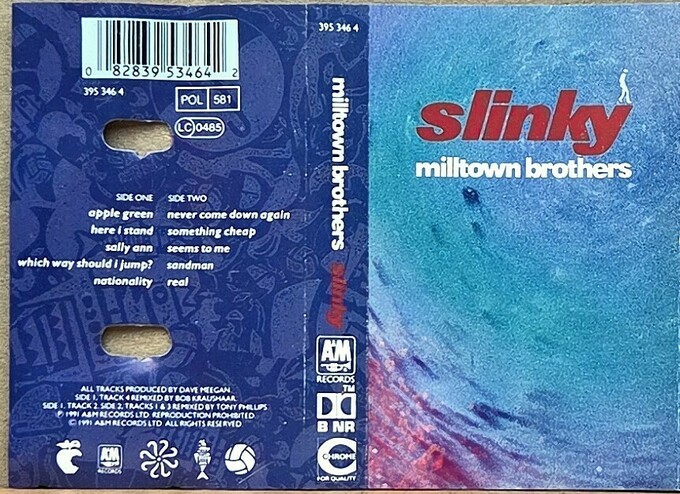 0 82839 53464 2
395 346 4
POL 581
LC 0485
SIDE ONE SIDE TWO
apple green never come down again
here i stand something cheap
sally ann seems to me
which way should i jump? sandman
nationality real
ALL TRACKS PRODUCED BY DAVE MEEGAN.
SIDE 1, TRACK 4 REMIXED BY BOB KRAUSHAAR.
SIDE 1. TRACK 2. SIDE 2, TRACKS 1 & 3 REMIXED BY TONY PHILLIPS
℗ 1991 A&M RECORDS LTD. REPRODUCTION PROHIBITED
© 1991 A&M RECORDS LTD. ALL RIGHTS RESERVED
A&M
RECORDS
395 346 4
milltown brothers slinky
A&M
RECORDS
TM
B NR
CHROME
FOR QUALITY
slinky
milltown brothers